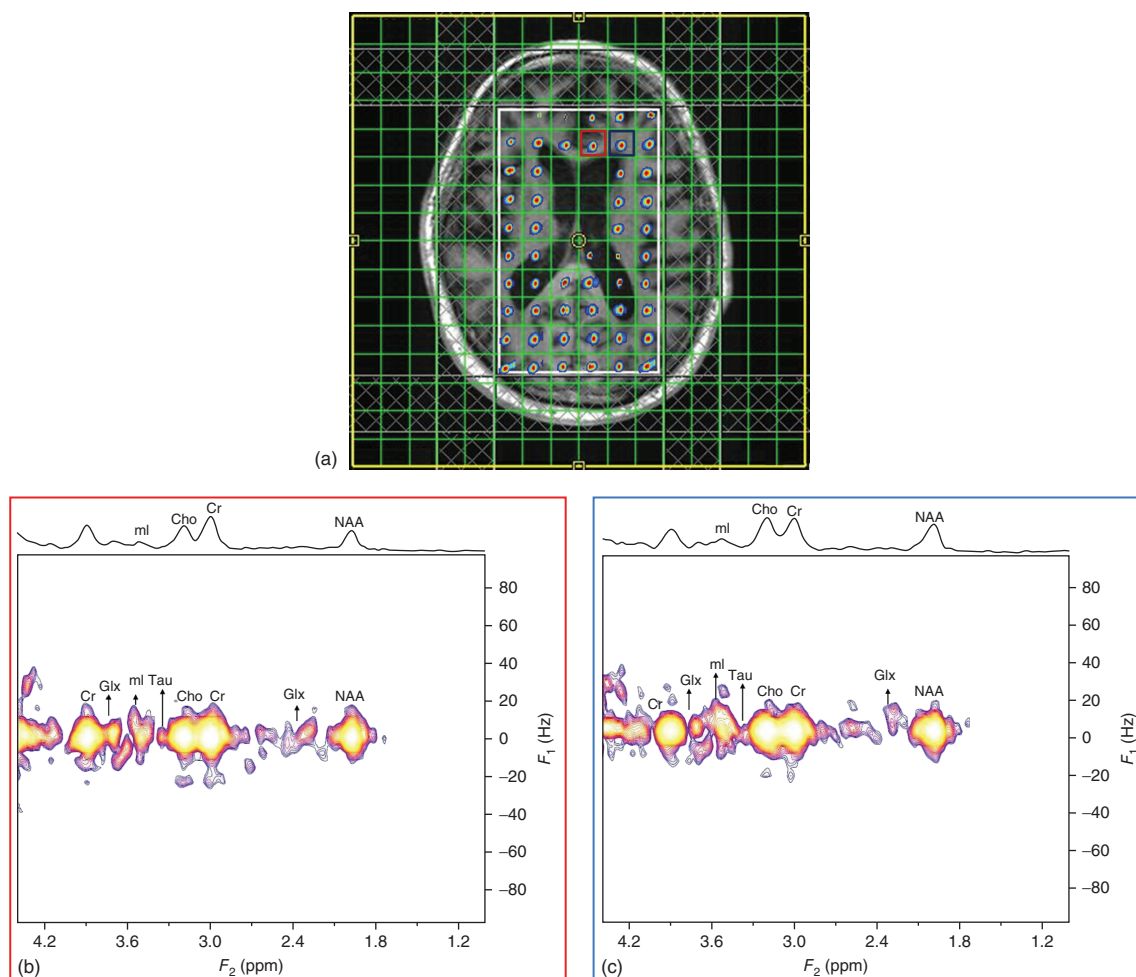 (a)
Cho
Cr
ml
NAA
80
60
40
20
0
−20
−40
−60
−80
F1 (Hz)
Cr
Glx
ml
Tau
Cho
Cr
Glx
NAA
4.2
3.6
3.0
2.4
1.8
1.2
F2 (ppm)
(b)
Cho
Cr
ml
NAA
80
60
40
20
0
−20
−40
−60
−80
F1 (Hz)
Cr
Glx
ml
Tau
Cho
Cr
Glx
NAA
4.2
3.6
3.0
2.4
1.8
1.2
F2 (ppm)
(c)